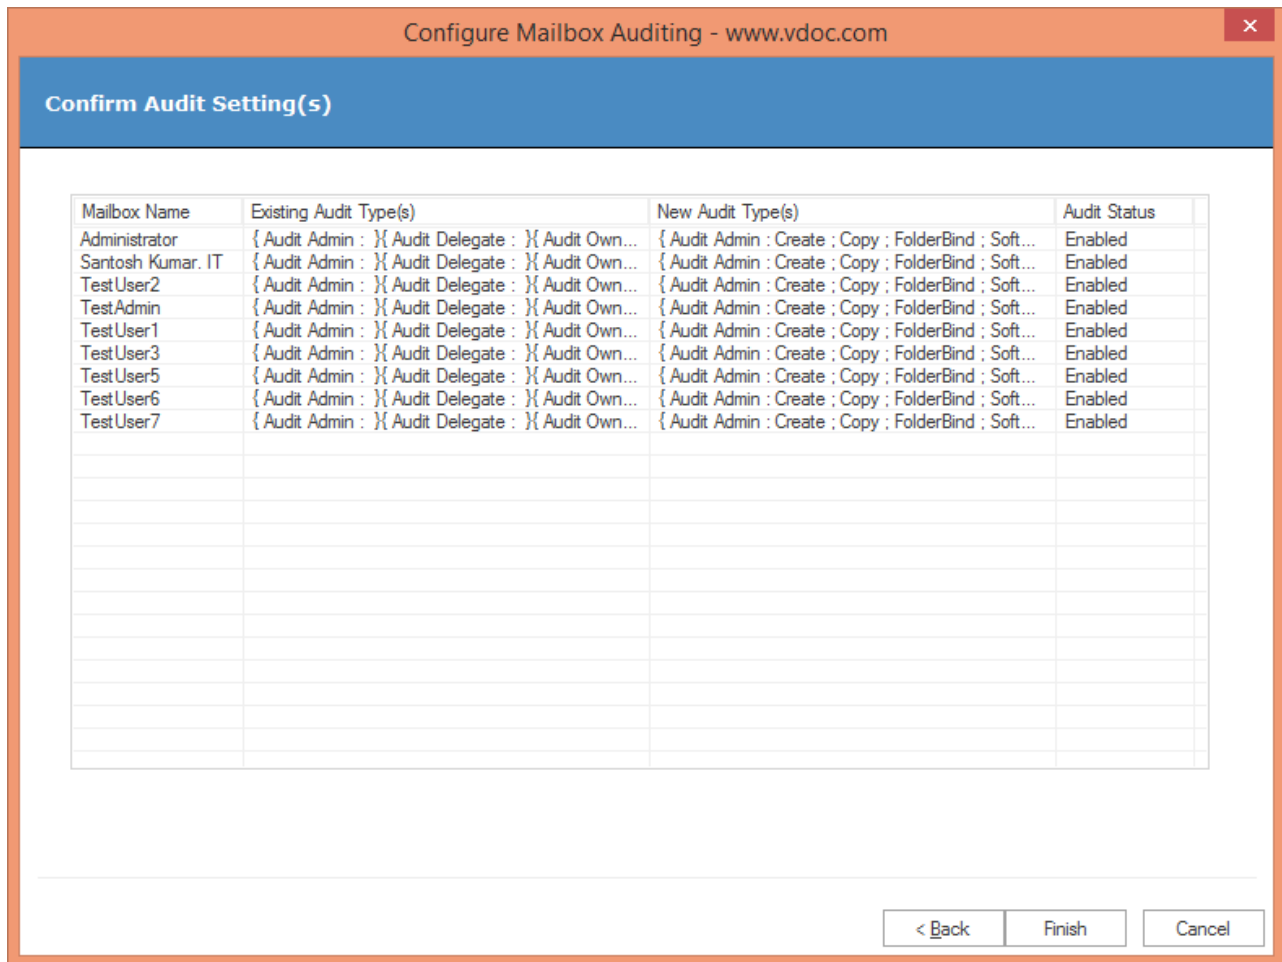 Configure Mailbox Auditing - www.vdoc.com
Confirm Audit Setting(s)
Mailbox Name Existing Audit Type(s) New Audit Type(s) Audit Status
Administrator { Audit Admin : }{ Audit Delegate : }{ Audit Own... { Audit Admin : Create ; Copy ; FolderBind ; Soft... Enabled
Santosh Kumar. IT { Audit Admin : }{ Audit Delegate : }{ Audit Own... { Audit Admin : Create ; Copy ; FolderBind ; Soft... Enabled
TestUser2 { Audit Admin : }{ Audit Delegate : }{ Audit Own... { Audit Admin : Create ; Copy ; FolderBind ; Soft... Enabled
TestAdmin { Audit Admin : }{ Audit Delegate : }{ Audit Own... { Audit Admin : Create ; Copy ; FolderBind ; Soft... Enabled
TestUser1 { Audit Admin : }{ Audit Delegate : }{ Audit Own... { Audit Admin : Create ; Copy ; FolderBind ; Soft... Enabled
TestUser3 { Audit Admin : }{ Audit Delegate : }{ Audit Own... { Audit Admin : Create ; Copy ; FolderBind ; Soft... Enabled
TestUser5 { Audit Admin : }{ Audit Delegate : }{ Audit Own... { Audit Admin : Create ; Copy ; FolderBind ; Soft... Enabled
TestUser6 { Audit Admin : }{ Audit Delegate : }{ Audit Own... { Audit Admin : Create ; Copy ; FolderBind ; Soft... Enabled
TestUser7 { Audit Admin : }{ Audit Delegate : }{ Audit Own... { Audit Admin : Create ; Copy ; FolderBind ; Soft... Enabled
< Back Finish Cancel